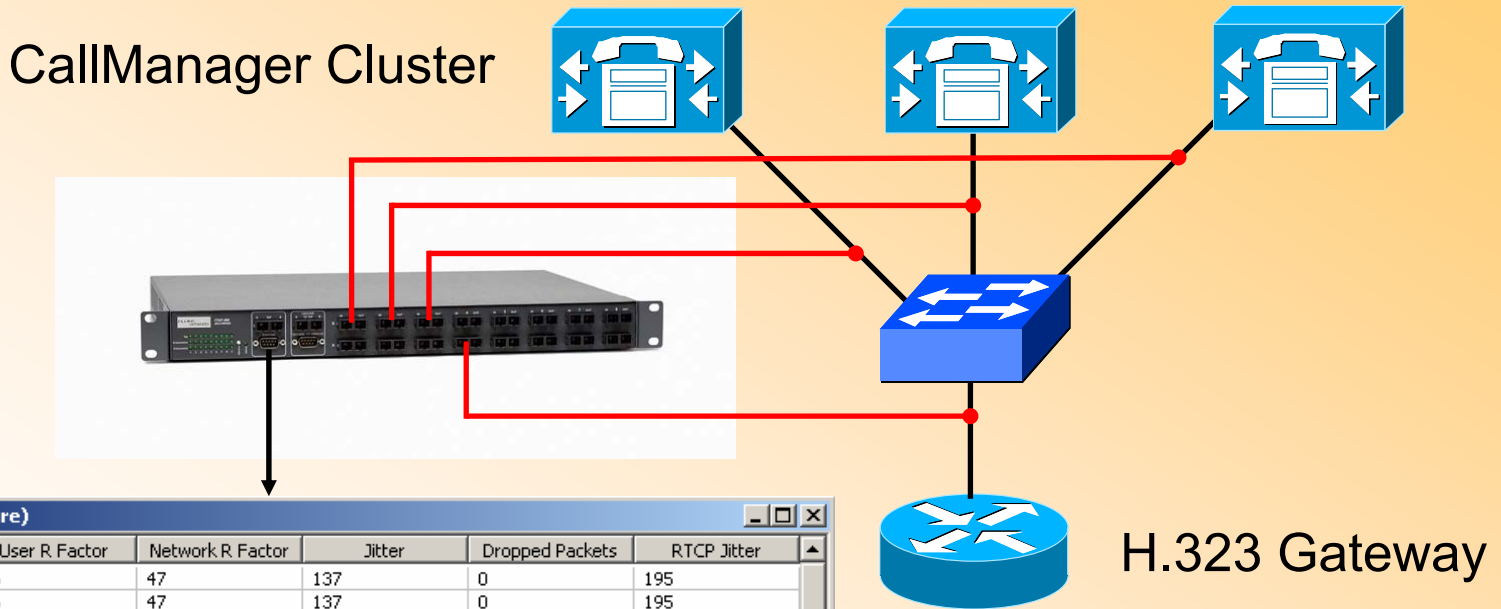 CallManager Cluster
re)
User R Factor Network R Factor Jitter Dropped Packets RTCP Jitter
47 137 0 195
47 137 0 195
H.323 Gateway